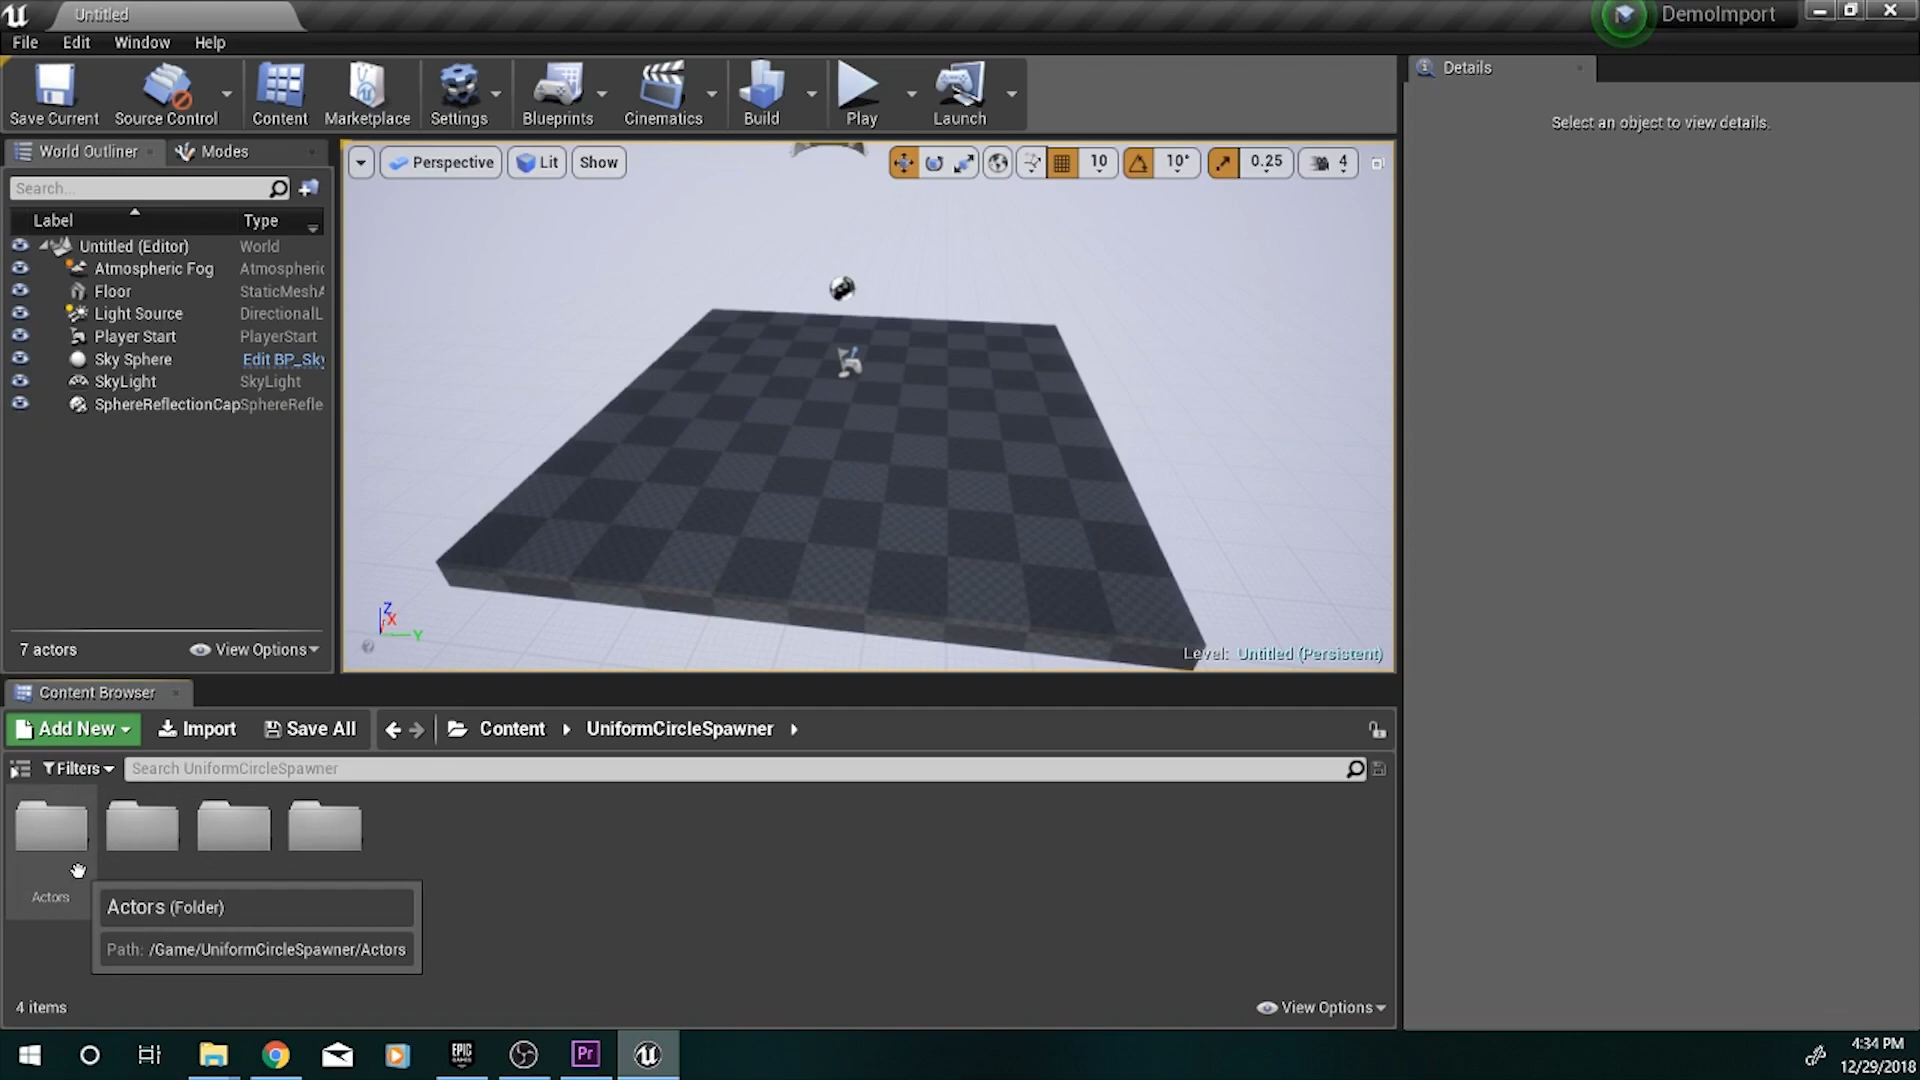 Untitled
DemoImport
File Edit Window Help
Save Current Source Control Content Marketplace Settings Blueprints Cinematics Build Play Launch
Details
Select an object to view details.
World Outliner Modes
Search...
Label Type
Untitled (Editor) World
Atmospheric Fog Atmospheric
Floor StaticMeshA
Light Source DirectionalL
Player Start PlayerStart
Sky Sphere Edit BP_Sky
SkyLight SkyLight
SphereReflectionCap SphereRefle
7 actors View Options
Perspective Lit Show 10 10° 0.25 4
Z
X
Y
Level: Untitled (Persistent)
Content Browser
Add New Import Save All Content UniformCircleSpawner
Filters Search UniformCircleSpawner
Actors
Actors (Folder)
Path: /Game/UniformCircleSpawner/Actors
4 items View Options
EPIC GAMES Pr
4:34 PM
12/29/2018